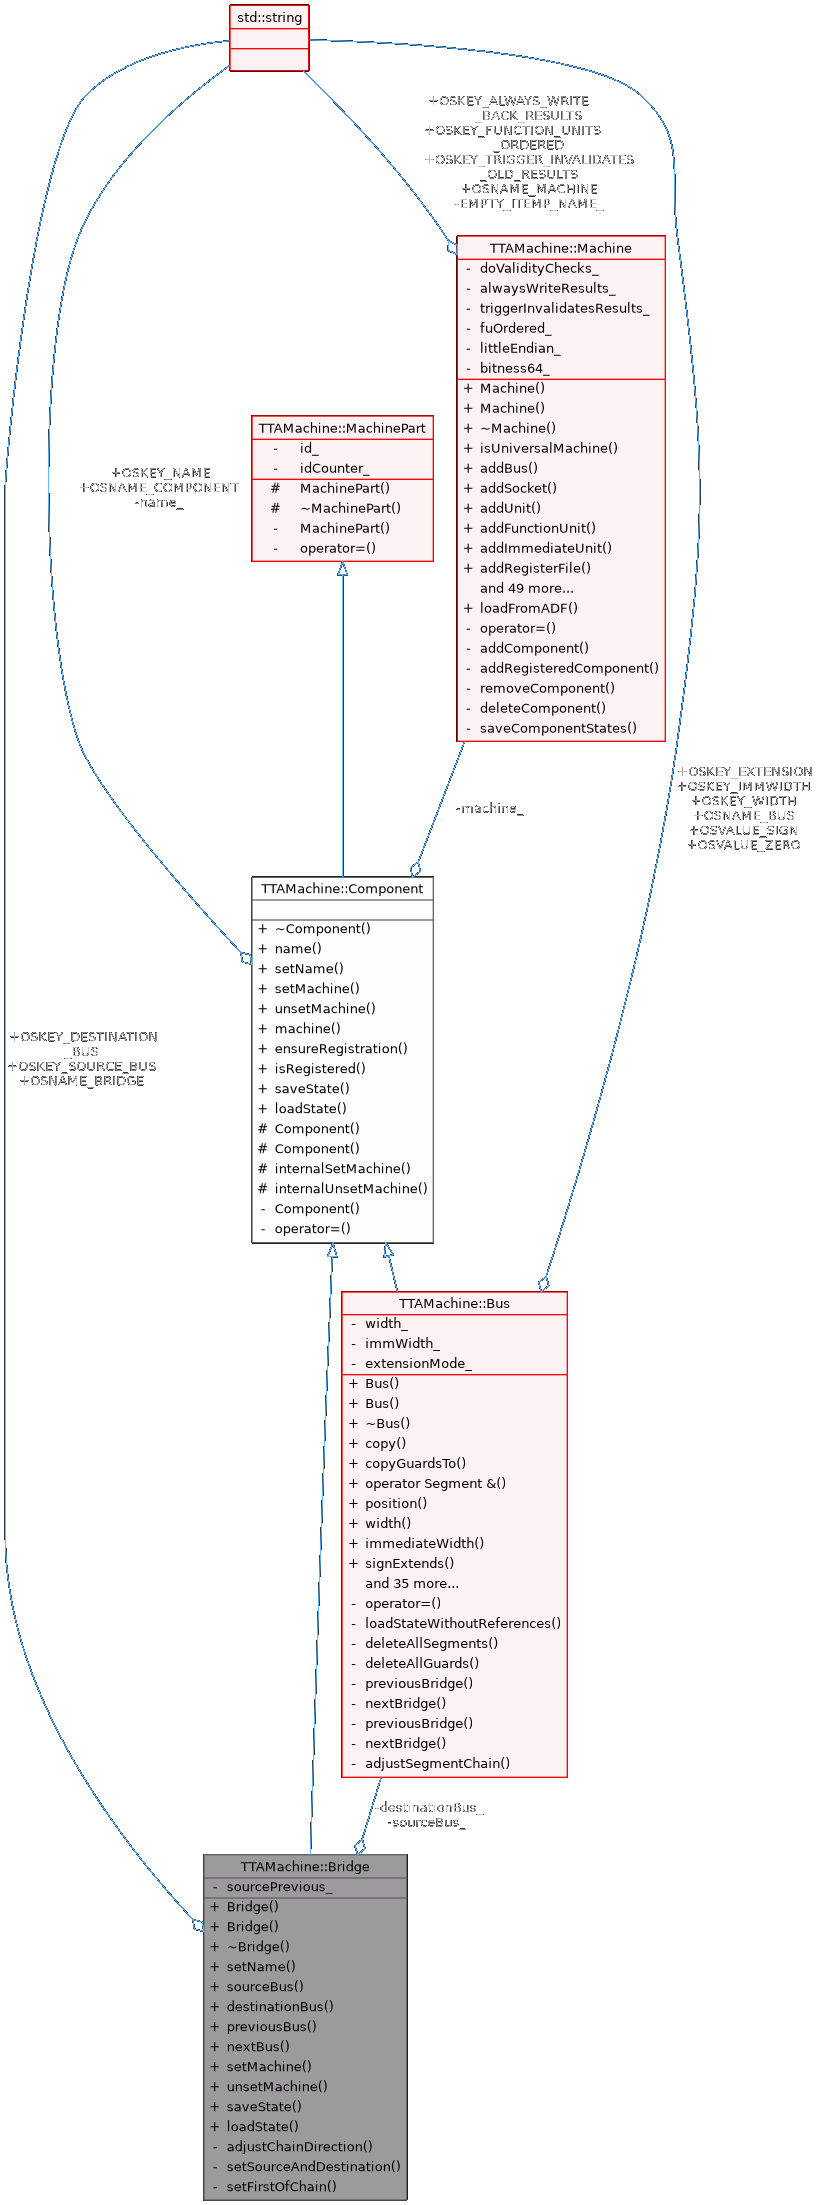 std::string
+OSKEY_ALWAYS_WRITE
_BACK_RESULTS
+OSKEY_FUNCTION_UNITS
_ORDERED
+OSKEY_TRIGGER_INVALIDATES
_OLD_RESULTS
+OSNAME_MACHINE
-EMPTY_ITEMP_NAME_
TTAMachine::Machine
- doValidityChecks_
- alwaysWriteResults_
- triggerInvalidatesResults_
- fuOrdered_
- littleEndian_
- bitness64_
+ Machine()
+ Machine()
+ ~Machine()
+ isUniversalMachine()
+ addBus()
+ addSocket()
+ addUnit()
+ addFunctionUnit()
+ addImmediateUnit()
+ addRegisterFile()
and 49 more...
+ loadFromADF()
- operator=()
- addComponent()
- addRegisteredComponent()
- removeComponent()
- deleteComponent()
- saveComponentStates()
TTAMachine::MachinePart
- id_
- idCounter_
# MachinePart()
# ~MachinePart()
- MachinePart()
- operator=()
+OSKEY_NAME
+OSNAME_COMPONENT
-name_
-machine_
+OSKEY_EXTENSION
+OSKEY_IMMWIDTH
+OSKEY_WIDTH
+OSNAME_BUS
+OSVALUE_SIGN
+OSVALUE_ZERO
TTAMachine::Component
+ ~Component()
+ name()
+ setName()
+ setMachine()
+ unsetMachine()
+ machine()
+ ensureRegistration()
+ isRegistered()
+ saveState()
+ loadState()
# Component()
# Component()
# internalSetMachine()
# internalUnsetMachine()
- Component()
- operator=()
+OSKEY_DESTINATION
_BUS
+OSKEY_SOURCE_BUS
+OSNAME_BRIDGE
TTAMachine::Bus
- width_
- immWidth_
- extensionMode_
+ Bus()
+ Bus()
+ ~Bus()
+ copy()
+ copyGuardsTo()
+ operator Segment &()
+ position()
+ width()
+ immediateWidth()
+ signExtends()
and 35 more...
- operator=()
- loadStateWithoutReferences()
- deleteAllSegments()
- deleteAllGuards()
- previousBridge()
- nextBridge()
- previousBridge()
- nextBridge()
- adjustSegmentChain()
-destinationBus_
-sourceBus_
TTAMachine::Bridge
- sourcePrevious_
+ Bridge()
+ Bridge()
+ ~Bridge()
+ setName()
+ sourceBus()
+ destinationBus()
+ previousBus()
+ nextBus()
+ setMachine()
+ unsetMachine()
+ saveState()
+ loadState()
- adjustChainDirection()
- setSourceAndDestination()
- setFirstOfChain()